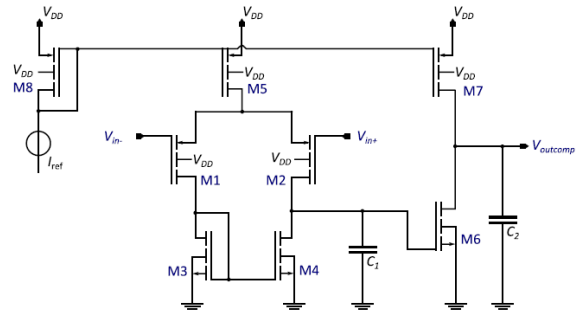 VDD VDD VDD
VDD VDD VDD
M8 M5 M7
Vin- Vin+
Iref VDD VDD Voutcomp
M1 M2
M3 M4 C1 M6 C2